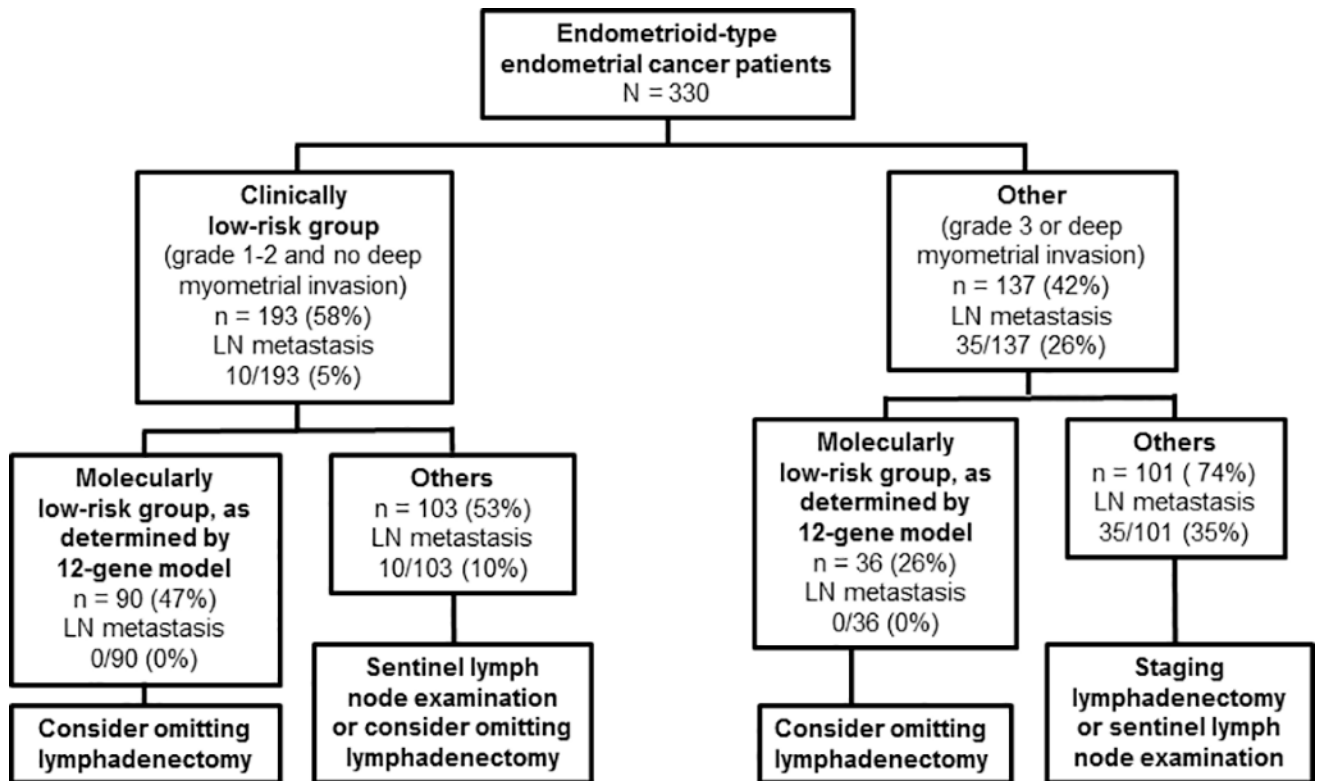 Endometrioid-type
endometrial cancer patients
N = 330
Clinically
low-risk group
(grade 1-2 and no deep
myometrial invasion)
n = 193 (58%)
LN metastasis
10/193 (5%)
Other
(grade 3 or deep
myometrial invasion)
n = 137 (42%)
LN metastasis
35/137 (26%)
Molecularly
low-risk group, as
determined by
12-gene model
n = 90 (47%)
LN metastasis
0/90 (0%)
Others
n = 103 (53%)
LN metastasis
10/103 (10%)
Molecularly
low-risk group, as
determined by
12-gene model
n = 36 (26%)
LN metastasis
0/36 (0%)
Others
n = 101 ( 74%)
LN metastasis
35/101 (35%)
Consider omitting
lymphadenectomy
Sentinel lymph
node examination
or consider omitting
lymphadenectomy
Consider omitting
lymphadenectomy
Staging
lymphadenectomy
or sentinel lymph
node examination